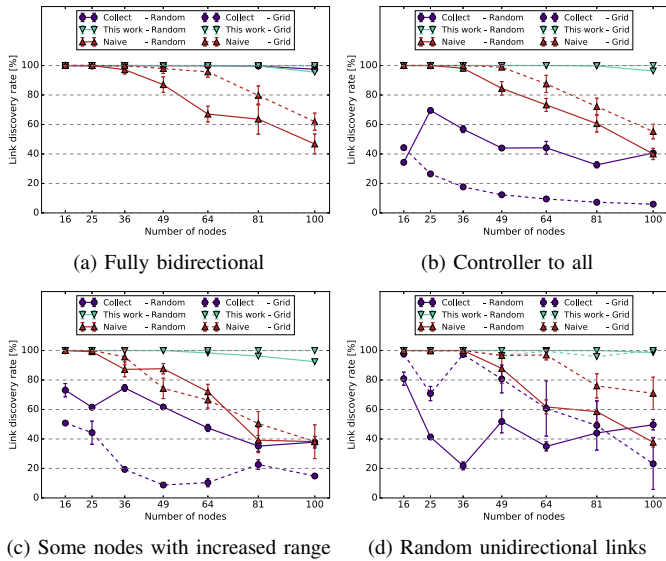 Collect - Random Collect - Grid
This work - Random This work - Grid
Naive - Random Naive - Grid
Link discovery rate [%]
100
80
60
40
20
0
16 25 36 49 64 81 100
Number of nodes
(a) Fully bidirectional
Collect - Random Collect - Grid
This work - Random This work - Grid
Naive - Random Naive - Grid
Link discovery rate [%]
100
80
60
40
20
0
16 25 36 49 64 81 100
Number of nodes
(b) Controller to all
Collect - Random Collect - Grid
This work - Random This work - Grid
Naive - Random Naive - Grid
Link discovery rate [%]
100
80
60
40
20
0
16 25 36 49 64 81 100
Number of nodes
(c) Some nodes with increased range
Collect - Random Collect - Grid
This work - Random This work - Grid
Naive - Random Naive - Grid
Link discovery rate [%]
100
80
60
40
20
0
16 25 36 49 64 81 100
Number of nodes
(d) Random unidirectional links